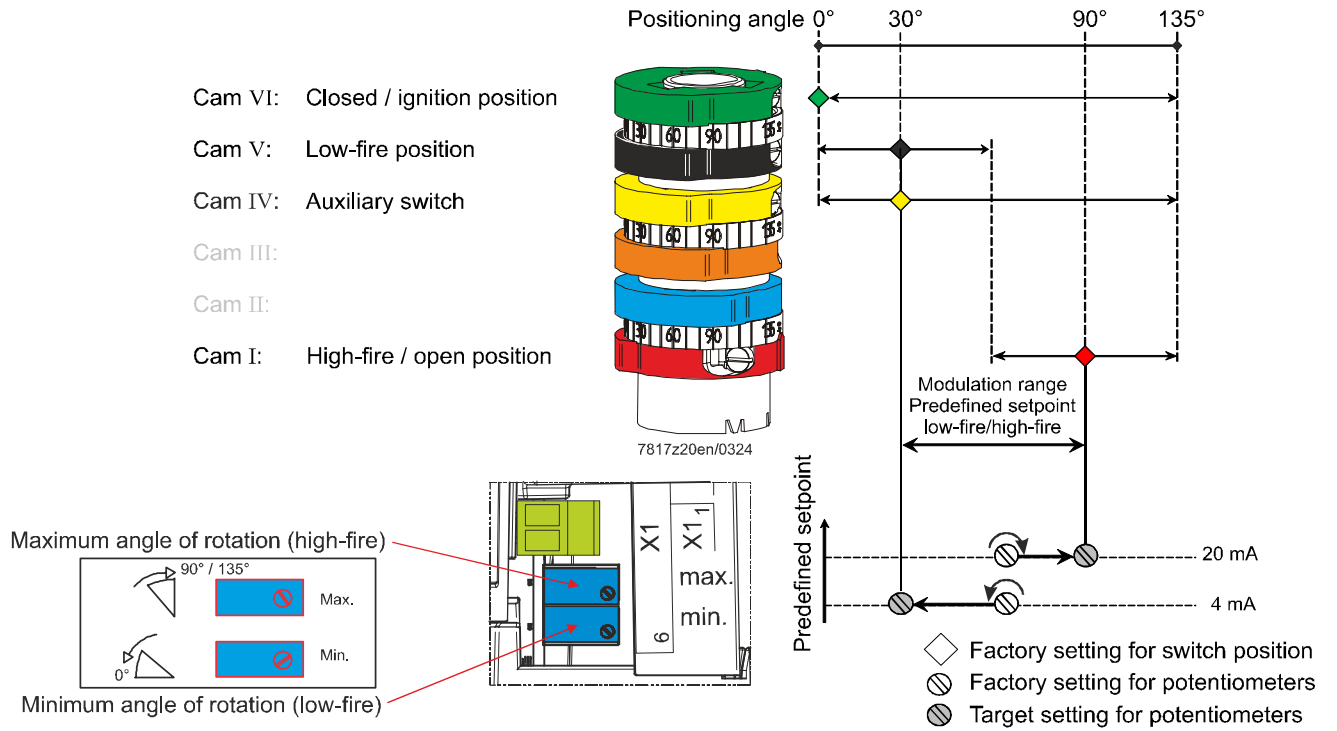 Positioning angle 0° 30° 90° 135°
Cam VI: Closed / ignition position
Cam V: Low-fire position
Cam IV: Auxiliary switch
Cam III:
Cam II:
Cam I: High-fire / open position
30 60 90 135
30 60 90 135
30 60 90 135
7817z20en/0324
Modulation range
Predefined setpoint
low-fire/high-fire
Predefined setpoint
20 mA
4 mA
Maximum angle of rotation (high-fire)
90° / 135°
Max.
0°
Min.
Minimum angle of rotation (low-fire)
X1
X1 1
max.
min.
6
Factory setting for switch position
Factory setting for potentiometers
Target setting for potentiometers